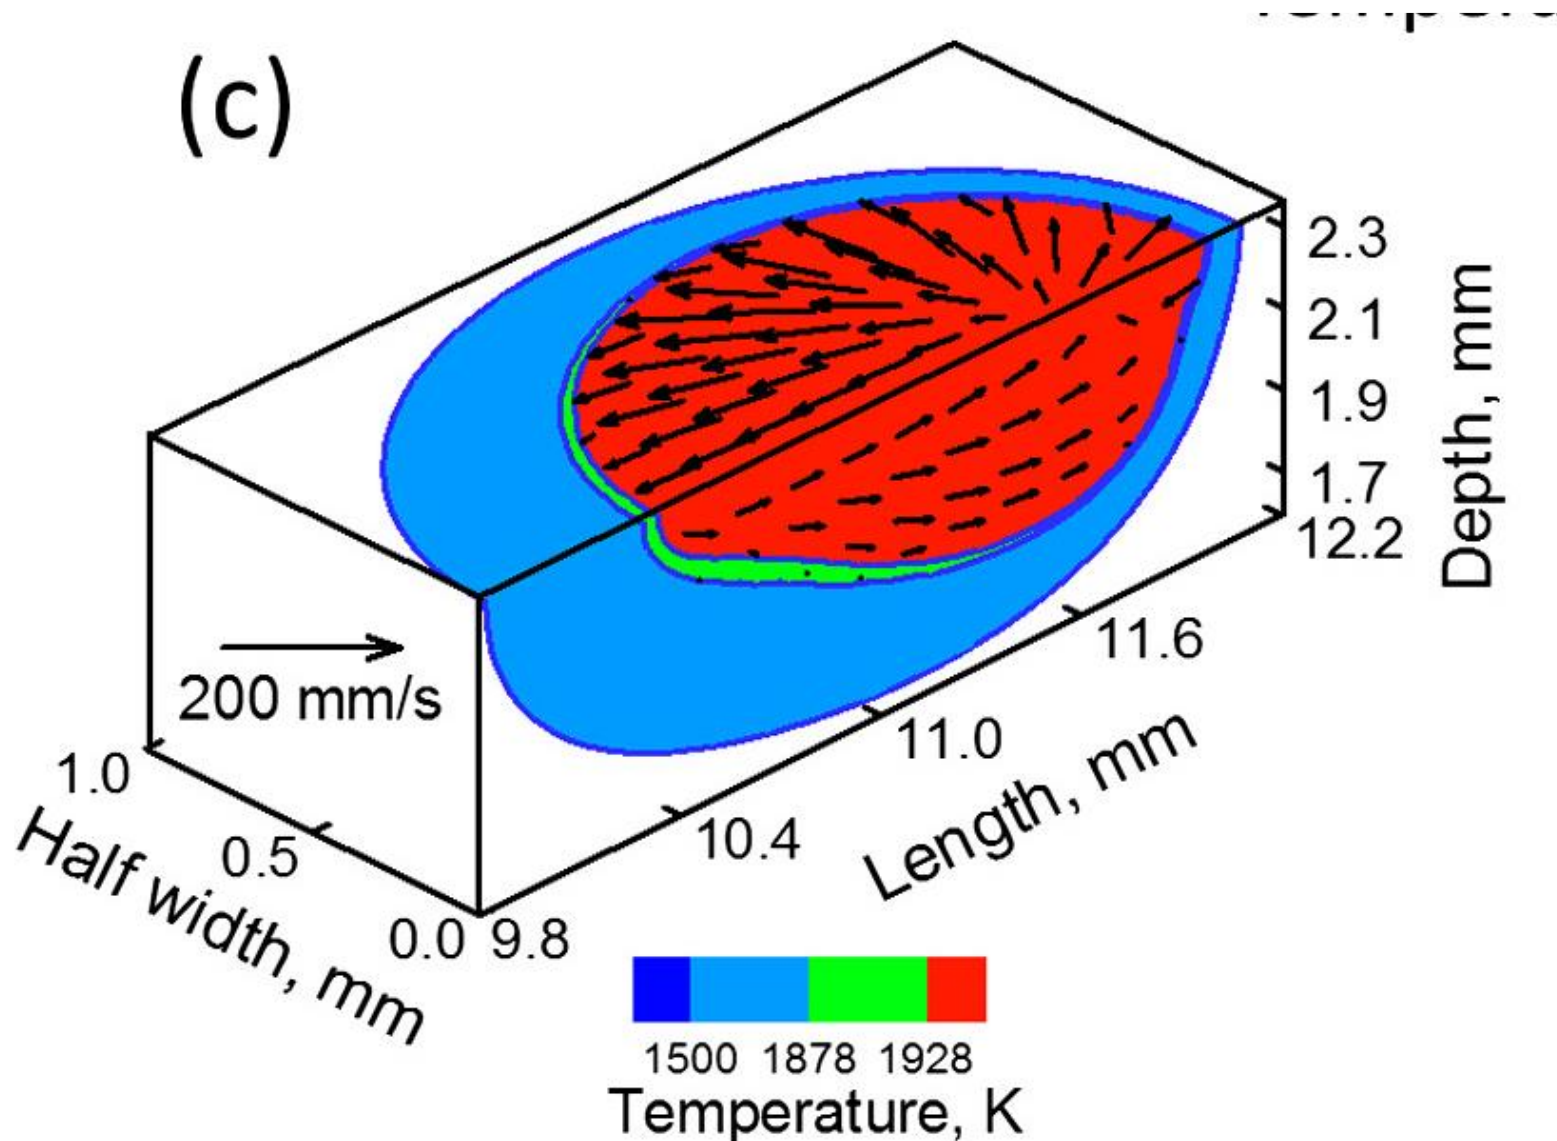 (c)
2.3
2.1
1.9
1.7
Depth, mm
12.2
11.6
11.0
10.4
9.8
Length, mm
200 mm/s
1.0
0.5
0.0
Half width, mm
1500 1878 1928
Temperature, K